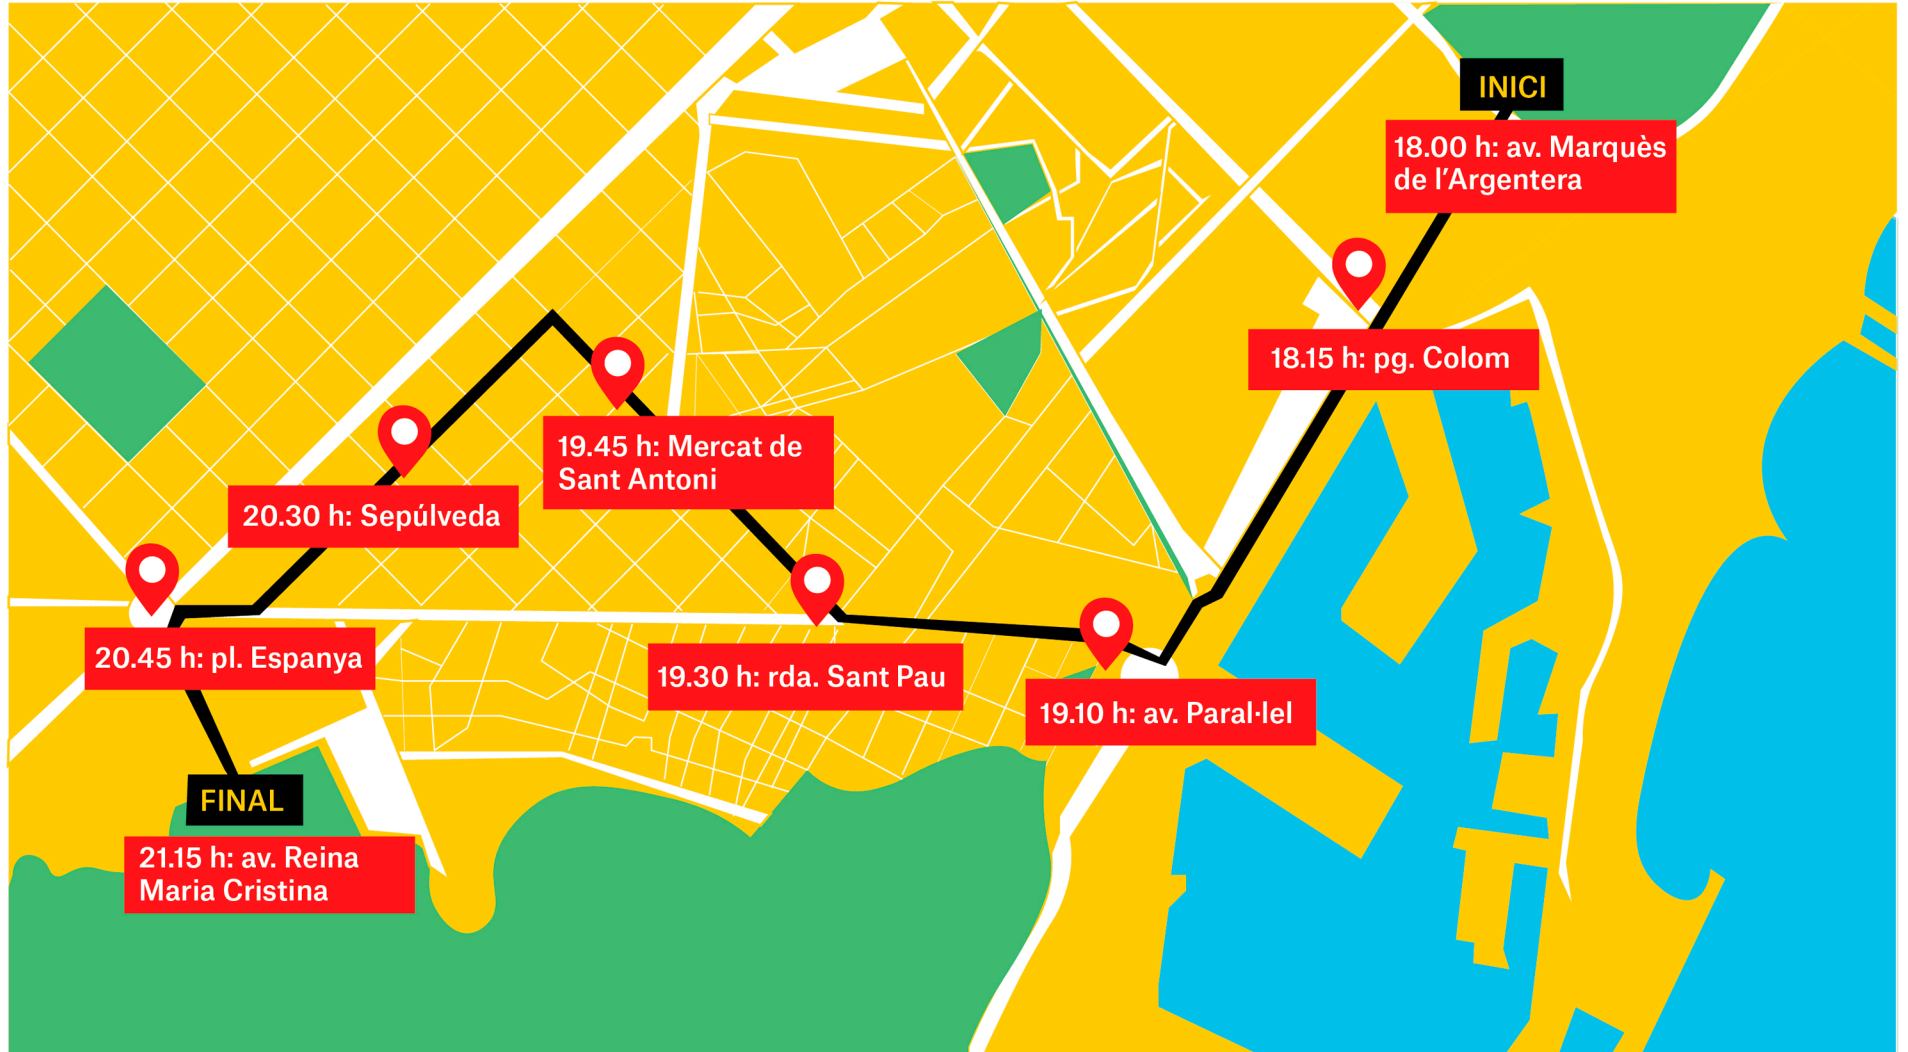 INICI
18.00 h: av. Marquès
de l'Argentera
18.15 h: pg. Colom
19.45 h: Mercat de
Sant Antoni
20.30 h: Sepúlveda
20.45 h: pl. Espanya
19.30 h: rda. Sant Pau
19.10 h: av. Paral·lel
FINAL
21.15 h: av. Reina
Maria Cristina